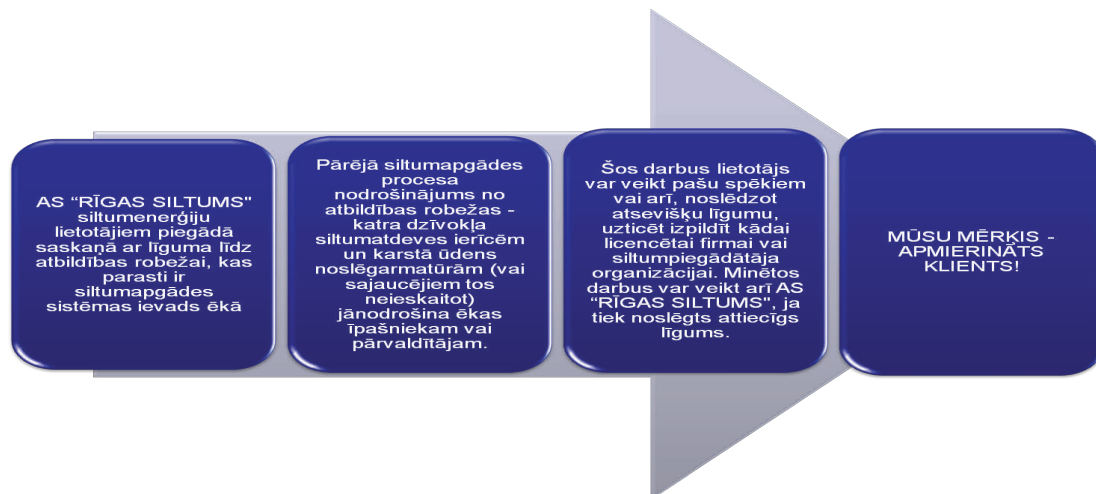 AS “RĪGAS SILTUMS"
siltumenerģiju
lietotājiem piegādā
saskaņā ar līguma līdz
atbildības robežai, kas
parasti ir
siltumapgādes
sistēmas ievads ēkā
Pārējā siltumapgādes
procesa
nodrošinājums no
atbildības robežas -
katra dzīvokļa
siltumatdeves ierīcēm
un karstā ūdens
noslēgarmatūrām (vai
sajaucējiem tos
neieskaitot)
jānodrošina ēkas
īpašniekam vai
pārvaldītājam.
Šos darbus lietotājs
var veikt pašu spēkiem
vai arī, noslēdzot
atsevišķu līgumu,
uzticēt izpildīt kādai
licencētai firmai vai
siltumpiegādātāja
organizācijai. Minētos
darbus var veikt arī AS
“RĪGAS SILTUMS", ja
tiek noslēgts attiecīgs
līgums.
MŪSU MĒRĶIS -
APMIERINĀTS
KLIENTS!